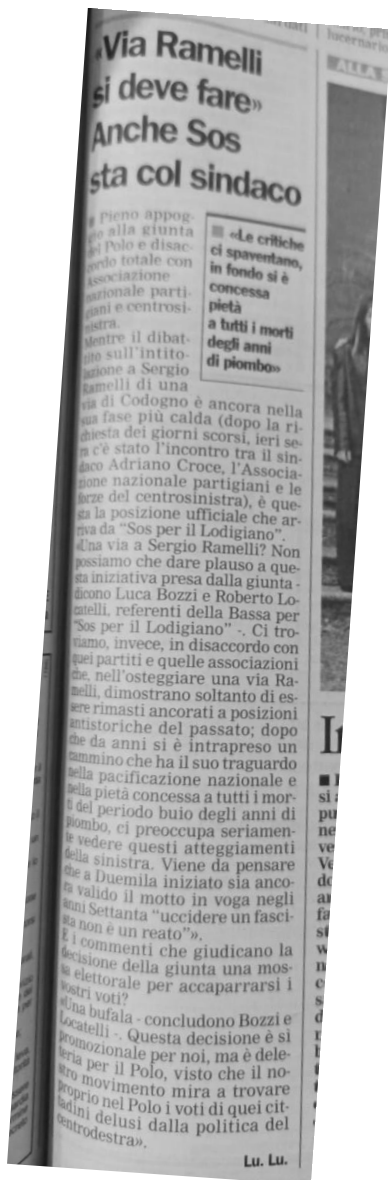 «Via Ramelli
si deve fare»
Anche Sos
sta col sindaco
Pieno appog-
gio alla giunta
del Polo e disac-
cordo totale con
Associazione
nazionale parti-
giani e centrosi-
nistra.
Mentre il dibat-
tito sull'intito-
lazione a Sergio
Ramelli di una
«Le critiche
ci spaventano,
in fondo si è
concessa
pietà
a tutti i morti
degli anni
di piombo»
via di Codogno è ancora nella
sua fase più calda (dopo la ri-
chiesta dei giorni scorsi, ieri se-
ra c'è stato l'incontro tra il sin-
daco Adriano Croce, l'Associa-
zione nazionale partigiani e le
forze del centrosinistra), è que-
sta la posizione ufficiale che ar-
riva da "Sos per il Lodigiano".
«Una via a Sergio Ramelli? Non
possiamo che dare plauso a que-
sta iniziativa presa dalla giunta -
dicono Luca Bozzi e Roberto Lo-
catelli, referenti della Bassa per
"Sos per il Lodigiano" -. Ci tro-
viamo, invece, in disaccordo con
quei partiti e quelle associazioni
che, nell'osteggiare una via Ra-
melli, dimostrano soltanto di es-
sere rimasti ancorati a posizioni
antistoriche del passato; dopo
che da anni si è intrapreso un
cammino che ha il suo traguardo
nella pacificazione nazionale e
nella pietà concessa a tutti i mor-
ti del periodo buio degli anni di
piombo, ci preoccupa seriamen-
te vedere questi atteggiamenti
della sinistra. Viene da pensare
che a Duemila iniziato sia anco-
ra valido il motto in voga negli
anni Settanta "uccidere un fasci-
sta non è un reato"».
E i commenti che giudicano la
decisione della giunta una mos-
sa elettorale per accaparrarsi i
vostri voti?
«Una bufala - concludono Bozzi e
Locatelli -. Questa decisione è sì
promozionale per noi, ma è dele-
teria per il Polo, visto che il no-
stro movimento mira a trovare
proprio nel Polo i voti di quei cit-
tadini delusi dalla politica del
centrodestra».
Lu. Lu.
lucernario
ALLA